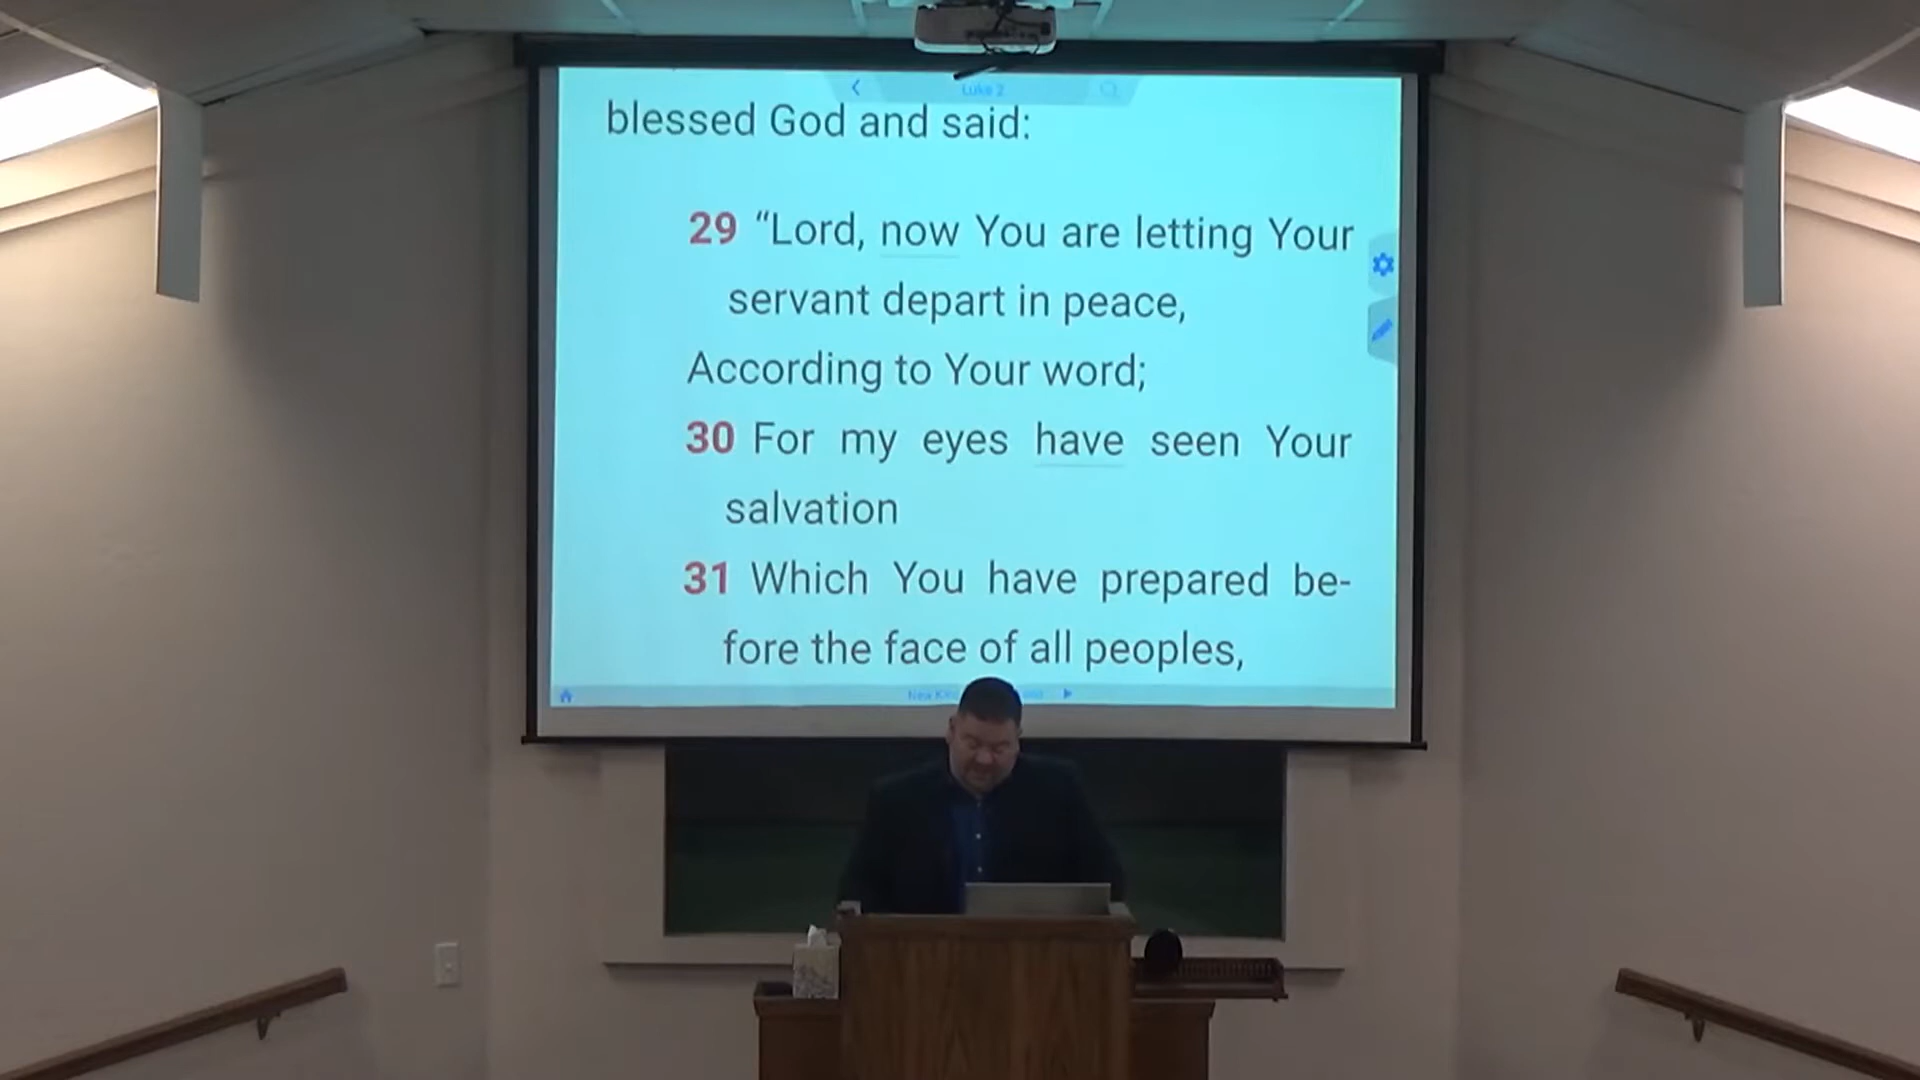 Luke 2
blessed God and said:
29 “Lord, now You are letting Your
servant depart in peace,
According to Your word;
30 For my eyes have seen Your
salvation
31 Which You have prepared be-
fore the face of all peoples,
New